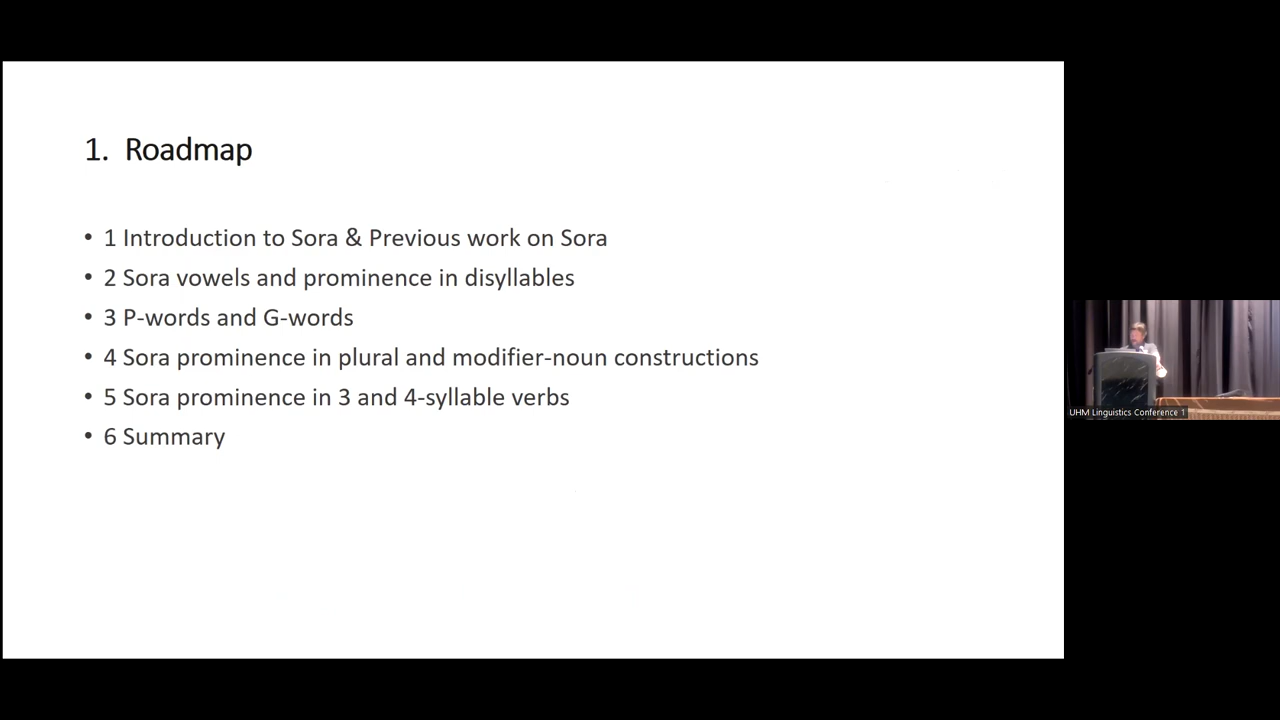 1. Roadmap
• 1 Introduction to Sora & Previous work on Sora
• 2 Sora vowels and prominence in disyllables
• 3 P-words and G-words
• 4 Sora prominence in plural and modifier-noun constructions
• 5 Sora prominence in 3 and 4-syllable verbs
• 6 Summary
UHM Linguistics Conference 1